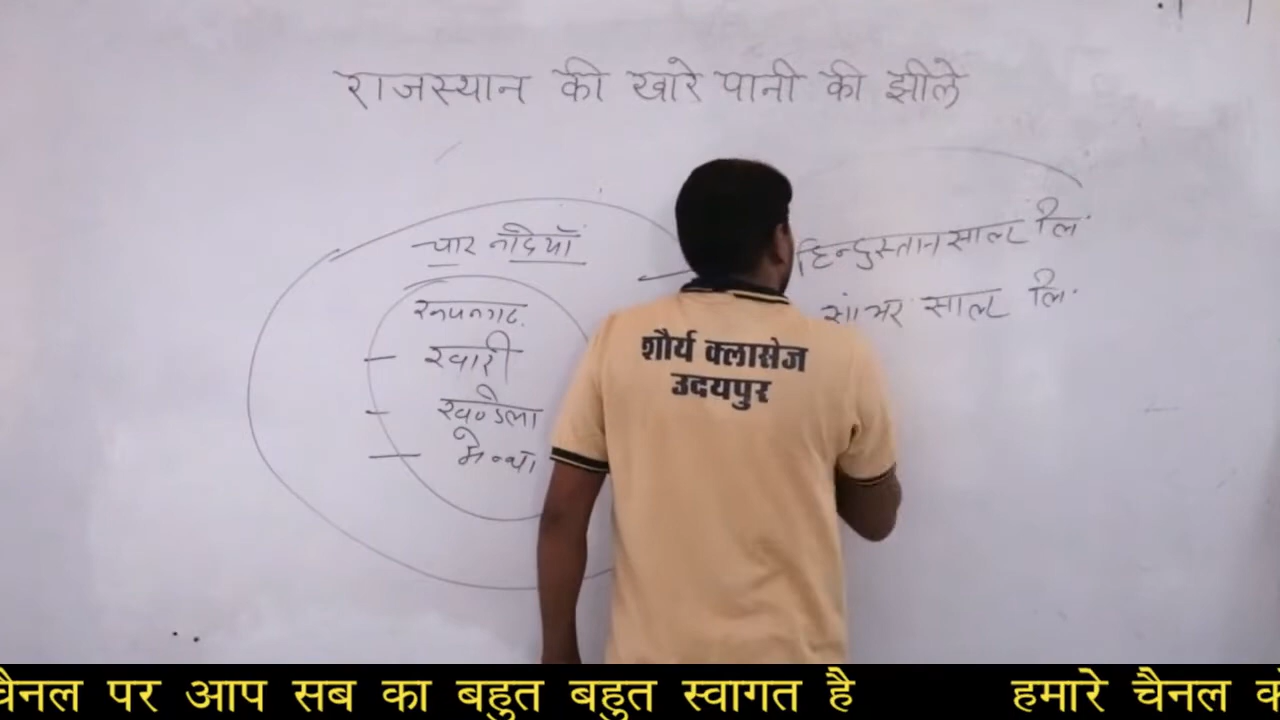 राजस्थान की खारे पानी की झीले
चार नदियाँ
रूपनगढ़
खारी
खण्डेला
मेन्था
हिन्दुस्तान साल्ट लि.
सांभर साल्ट लि.
शौर्य क्लासेज
उदयपुर
चैनल पर आप सब का बहुत बहुत स्वागत है हमारे चैनल को